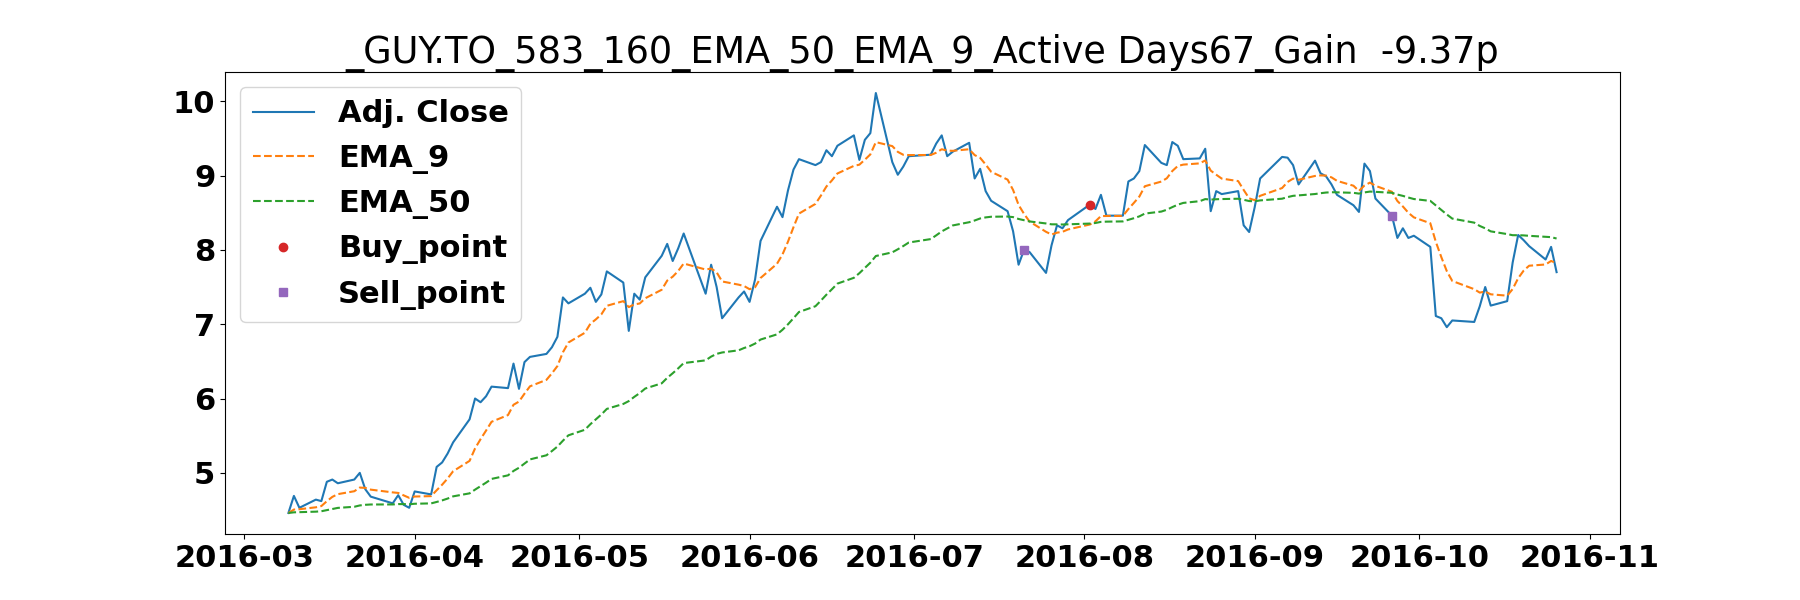 _GUY.TO_583_160_EMA_50_EMA_9_Active Days67_Gain  -9.37p
10
9
8
7
6
5
Adj. Close
EMA_9
EMA_50
Buy_point
Sell_point
2016-03 2016-04 2016-05 2016-06 2016-07 2016-08 2016-09 2016-10 2016-11